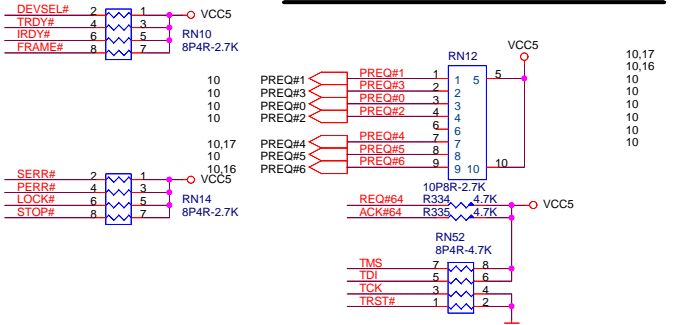 DEVSEL# 2 1 VCC5
TRDY# 4 3
IRDY# 6 5 RN10
FRAME# 8 7 8P4R-2.7K
VCC5
RN12
10,17
10 PREQ#1 PREQ#1 1 1 5 5 10,16
10 PREQ#3 PREQ#3 2 2 10
10 PREQ#0 PREQ#0 3 3 10
10 PREQ#2 PREQ#2 4 4 10
6 6 10
10,17 PREQ#4 PREQ#4 7 7 10
10 PREQ#5 PREQ#5 8 8 10
10,16 PREQ#6 PREQ#6 9 9 10 10
SERR# 2 1 VCC5
PERR# 4 3
LOCK# 6 5 RN14
STOP# 8 7 8P4R-2.7K
10P8R-2.7K
REQ#64 R334 4.7K VCC5
ACK#64 R335 4.7K
RN52
8P4R-4.7K
TMS 7 8
TDI 5 6
TCK 3 4
TRST# 1 2